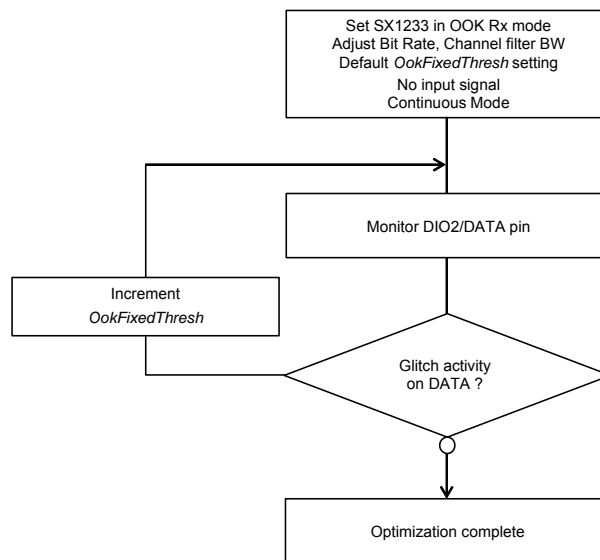 Set SX1233 in OOK Rx mode
Adjust Bit Rate, Channel filter BW
Default OokFixedThresh setting
No input signal
Continuous Mode
Monitor DIO2/DATA pin
Increment
OokFixedThresh
Glitch activity
on DATA ?
Optimization complete